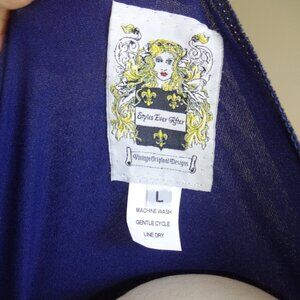 Styles Ever After
Vintage Original Designs
L
MACHINE WASH
GENTLE CYCLE
LINE DRY